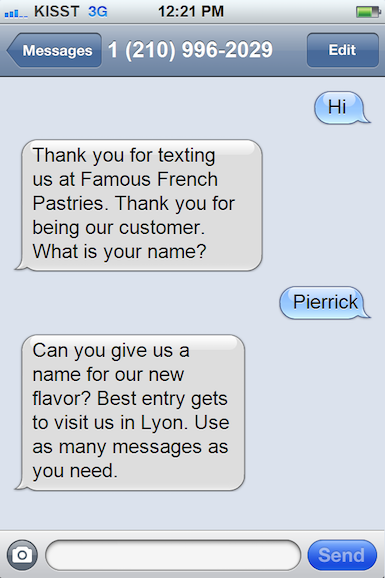 KISST 3G 12:21 PM
Messages 1 (210) 996-2029 Edit
Hi
Thank you for texting
us at Famous French
Pastries. Thank you for
being our customer.
What is your name?
Pierrick
Can you give us a
name for our new
flavor? Best entry gets
to visit us in Lyon. Use
as many messages as
you need.
Send